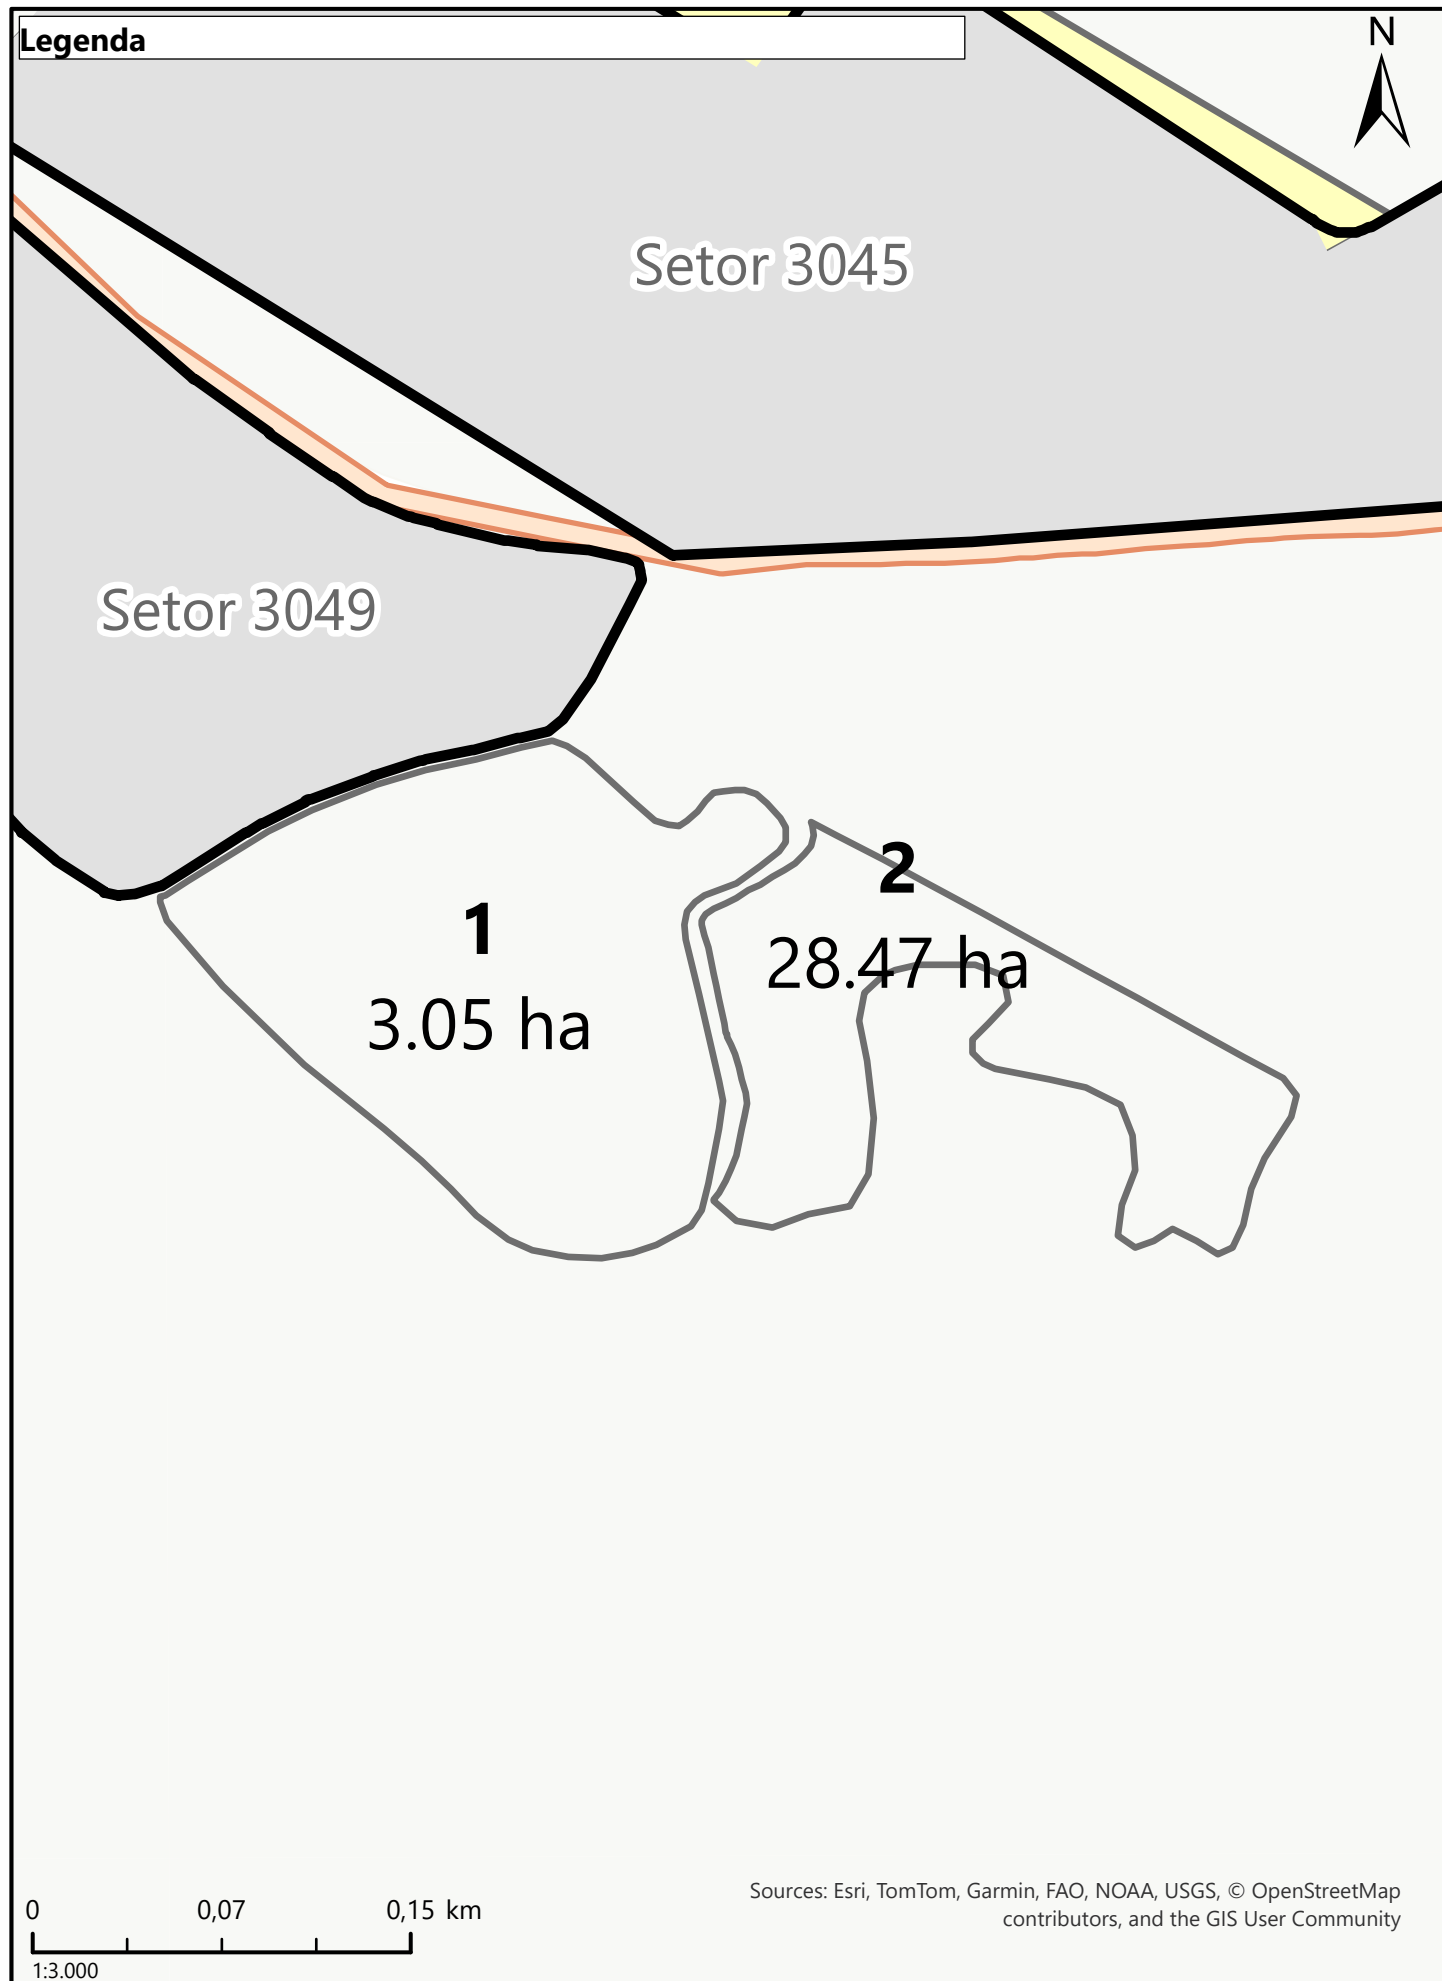 Legenda
N
Setor 3045
Setor 3049
1
3.05 ha
2
28.47 ha
0 0,07 0,15 km
1:3.000
Sources: Esri, TomTom, Garmin, FAO, NOAA, USGS, © OpenStreetMap
contributors, and the GIS User Community